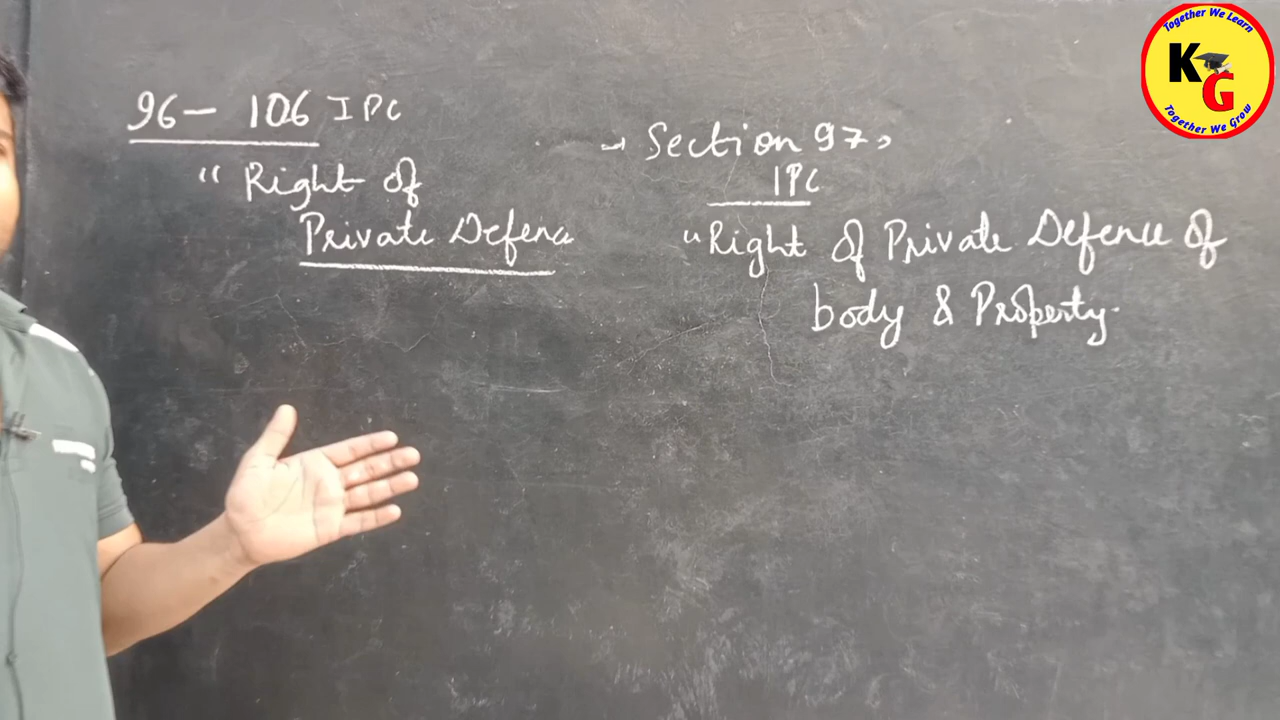 96 - 106 IPC
" Right of
Private Defenc
→ Section 97,
IPC
"Right of Private Defence of
body & Property.
Together We Learn
KG
Together We Grow